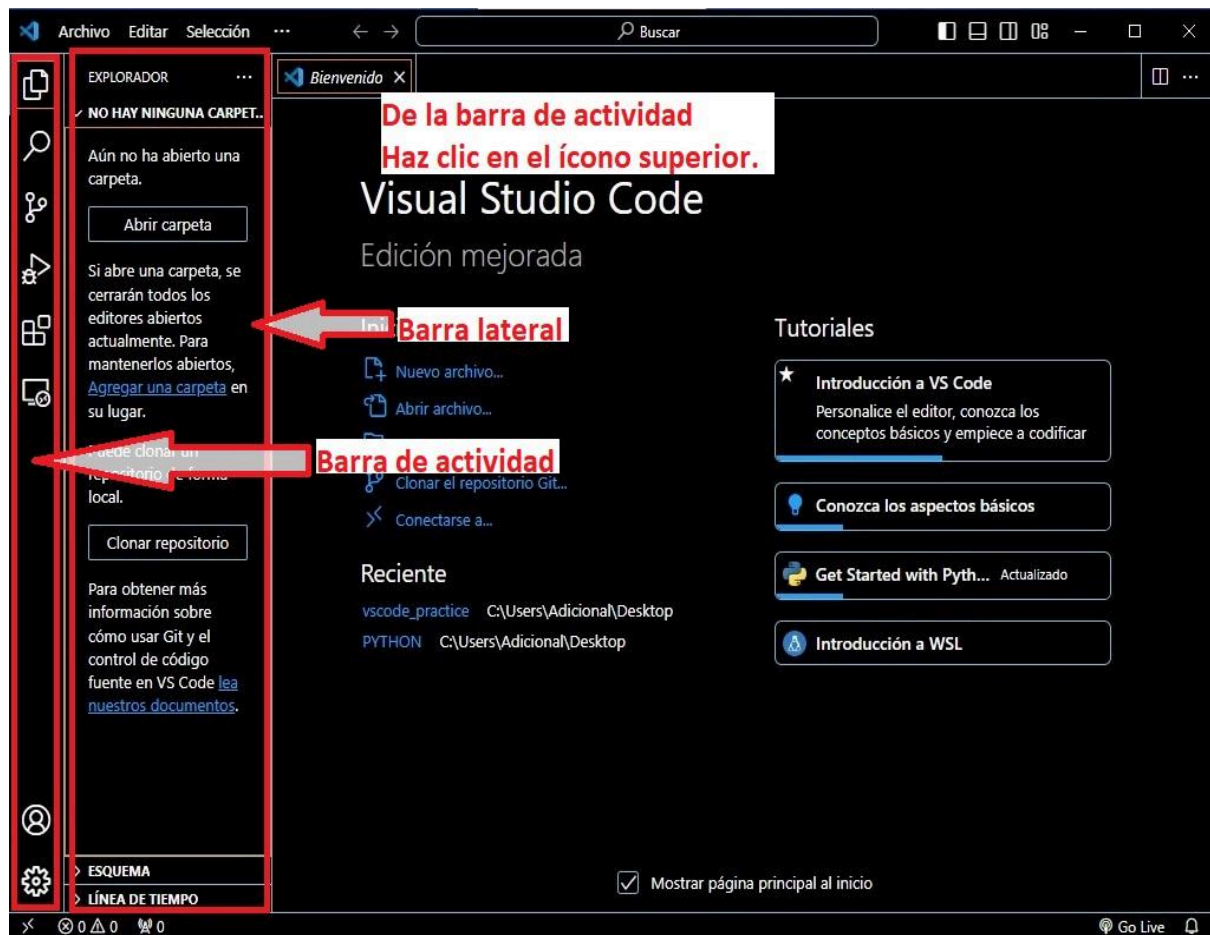 Archivo Editar Selección ... Buscar
EXPLORADOR ...
NO HAY NINGUNA CARPET..
Aún no ha abierto una
carpeta.
Abrir carpeta
Si abre una carpeta, se
cerrarán todos los
editores abiertos
actualmente. Para
mantenerlos abiertos,
Agregar una carpeta en
su lugar.
Puede clonar un
repositorio de forma
local.
Clonar repositorio
Para obtener más
información sobre
cómo usar Git y el
control de código
fuente en VS Code lea
nuestros documentos.
ESQUEMA
LÍNEA DE TIEMPO
Bienvenido
De la barra de actividad
Haz clic en el ícono superior.
Visual Studio Code
Edición mejorada
Barra lateral
Nuevo archivo...
Abrir archivo...
Barra de actividad
Clonar el repositorio Git...
Conectarse a...
Reciente
vscode_practice C:\Users\Adicional\Desktop
PYTHON C:\Users\Adicional\Desktop
Tutoriales
Introducción a VS Code
Personalice el editor, conozca los
conceptos básicos y empiece a codificar
Conozca los aspectos básicos
Get Started with Pyth... Actualizado
Introducción a WSL
Mostrar página principal al inicio
0 0 0 Go Live